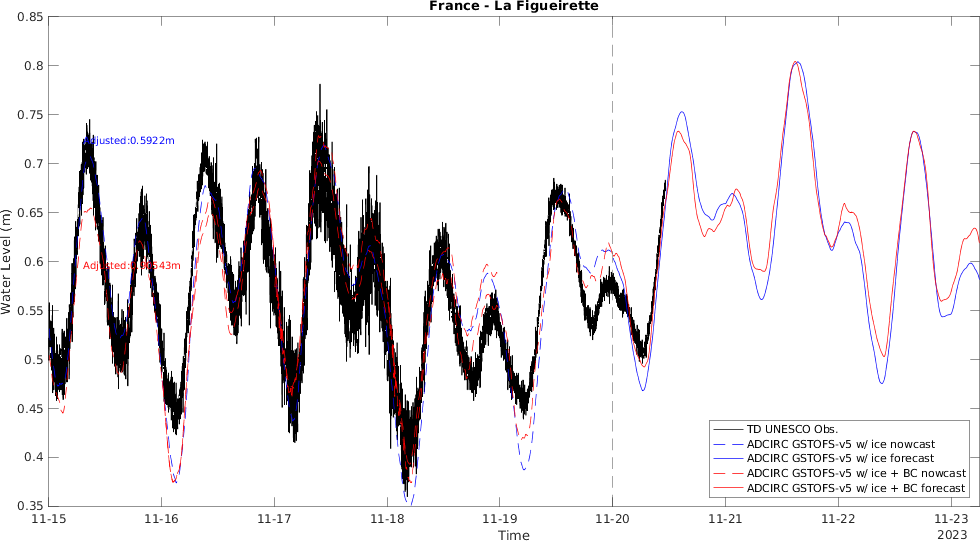 France - La Figueirette
Water Level (m)
0.85
0.8
0.75
0.7
0.65
0.6
0.55
0.5
0.45
0.4
0.35
Adjusted:0.5922m
TD UNESCO Obs.
ADCIRC GSTOFS-v5 w/ ice nowcast
ADCIRC GSTOFS-v5 w/ ice forecast
ADCIRC GSTOFS-v5 w/ ice + BC nowcast
ADCIRC GSTOFS-v5 w/ ice + BC forecast
11-15 11-16 11-17 11-18 11-19 11-20 11-21 11-22 11-23
Time
2023